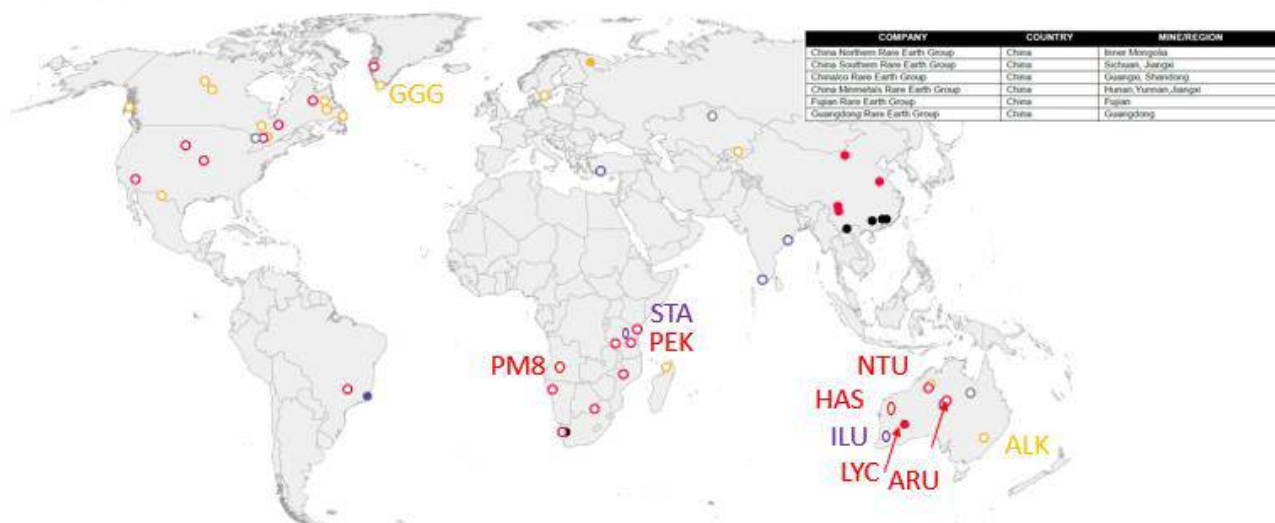 COMPANY COUNTRY MINE/REGION
China Northern Rare Earth Group China Inner Mongolia
China Southern Rare Earth Group China Sichuan, Jiangxi
Chinalco Rare Earth Group China Guangxi, Shandong
China Minmetals Rare Earth Group China Hunan,Yunnan,Jiangxi
Fujian Rare Earth Group China Fujian
Guangdong Rare Earth Group China Guangdong
GGG
STA
PEK
PM8
NTU
HAS
ILU
ALK
LYC
ARU